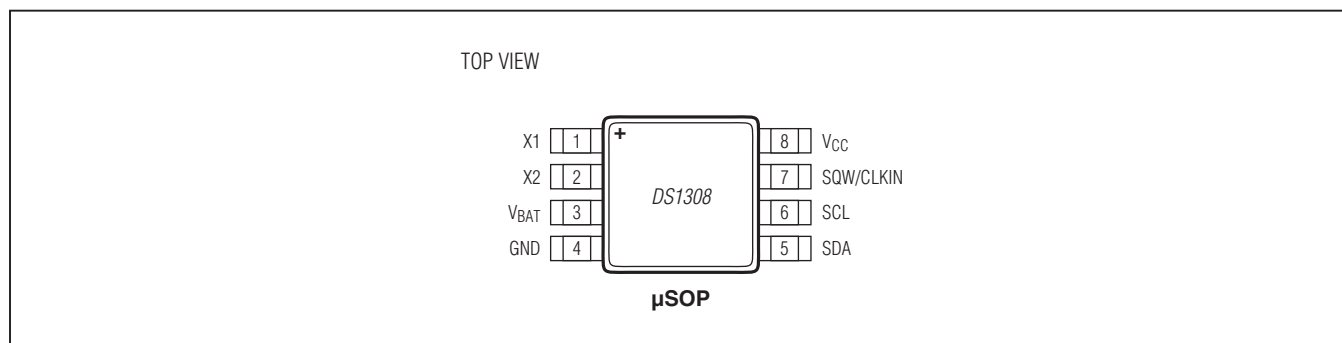 TOP VIEW
X1 1 + 8 VCC
X2 2 7 SQW/CLKIN
DS1308
VBAT 3 6 SCL
GND 4 5 SDA
µSOP